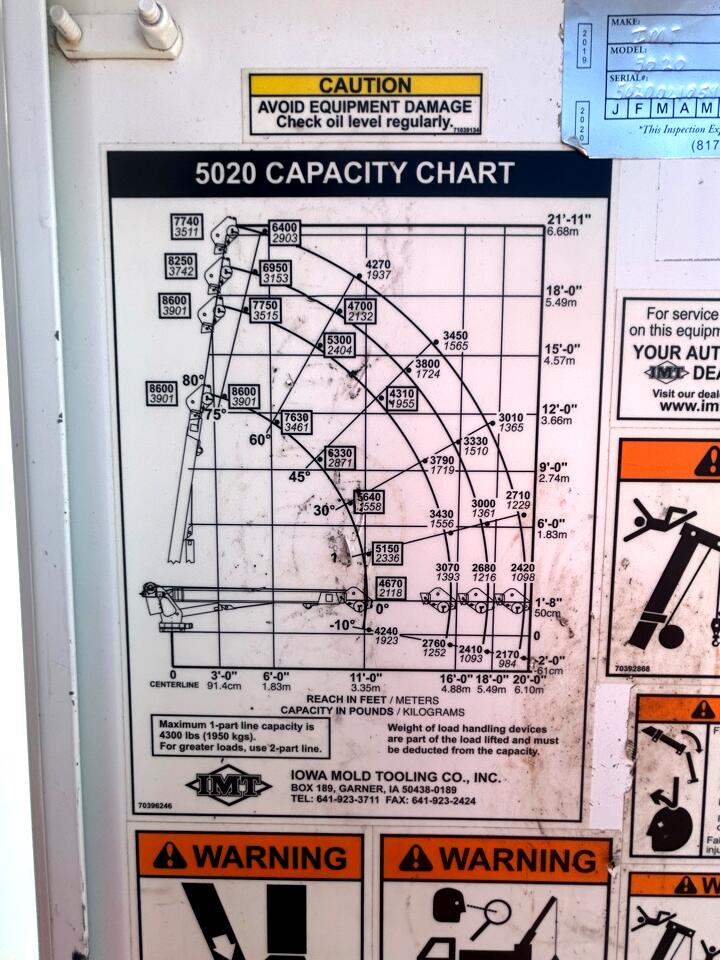 2019
MAKE:
IMT
MODEL:
5020
SERIAL#:
2020
J F M A M
*This Inspection Ex
(817
CAUTION
AVOID EQUIPMENT DAMAGE
Check oil level regularly.
71039134
5020 CAPACITY CHART
7740
3511
6400
2903
21'-11"
6.68m
8250
3742
6950
3153
4270
1937
18'-0"
5.49m
8600
3901
7750
3515
4700
2132
5300
2404
3450
1565
15'-0"
4.57m
3800
1724
80°
8600
3901
8600
3901
75°
4310
1955
12'-0"
3.66m
7630
3461
60°
3010
1365
3330
1510
6330
2871
45°
3790
1719
9'-0"
2.74m
30°
5640
2558
3430
1556
3000
1361
2710
1229
6'-0"
1.83m
5150
2336
0°
4670
2118
0°
3070
1393
2680
1216
2420
1098
1'-8"
50cm
-10°
4240
1923
2760
1252
2410
1093
2170
984
0
-2'-0"
-61cm
0
CENTERLINE
3'-0"
91.4cm
6'-0"
1.83m
11'-0"
3.35m
16'-0"
4.88m
18'-0"
5.49m
20'-0"
6.10m
REACH IN FEET / METERS
CAPACITY IN POUNDS / KILOGRAMS
Maximum 1-part line capacity is
4300 lbs (1950 kgs).
For greater loads, use 2-part line.
Weight of load handling devices
are part of the load lifted and must
be deducted from the capacity.
IMT
IOWA MOLD TOOLING CO., INC.
BOX 189, GARNER, IA 50438-0189
TEL: 641-923-3711 FAX: 641-923-2424
70396246
For service
on this equipm
YOUR AUT
IMT DEA
Visit our deal
www.im
70392868
F
Fal
inju
WARNING
WARNING
W